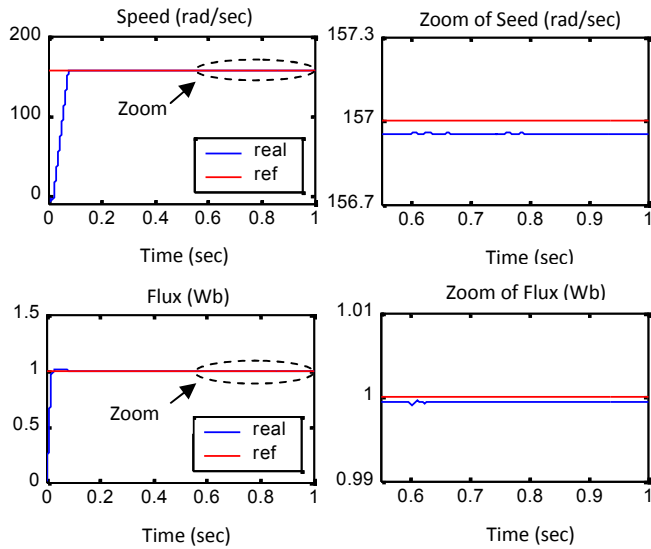 Speed (rad/sec)
200
100
0
Zoom
real
ref
0 0.2 0.4 0.6 0.8 1
Time (sec)
Zoom of Seed (rad/sec)
157.3
157
156.7
0.6 0.7 0.8 0.9 1
Time (sec)
Flux (Wb)
1.5
1
0.5
0
Zoom
real
ref
0 0.2 0.4 0.6 0.8 1
Time (sec)
Zoom of Flux (Wb)
1.01
1
0.99
0.6 0.7 0.8 0.9 1
Time (sec)